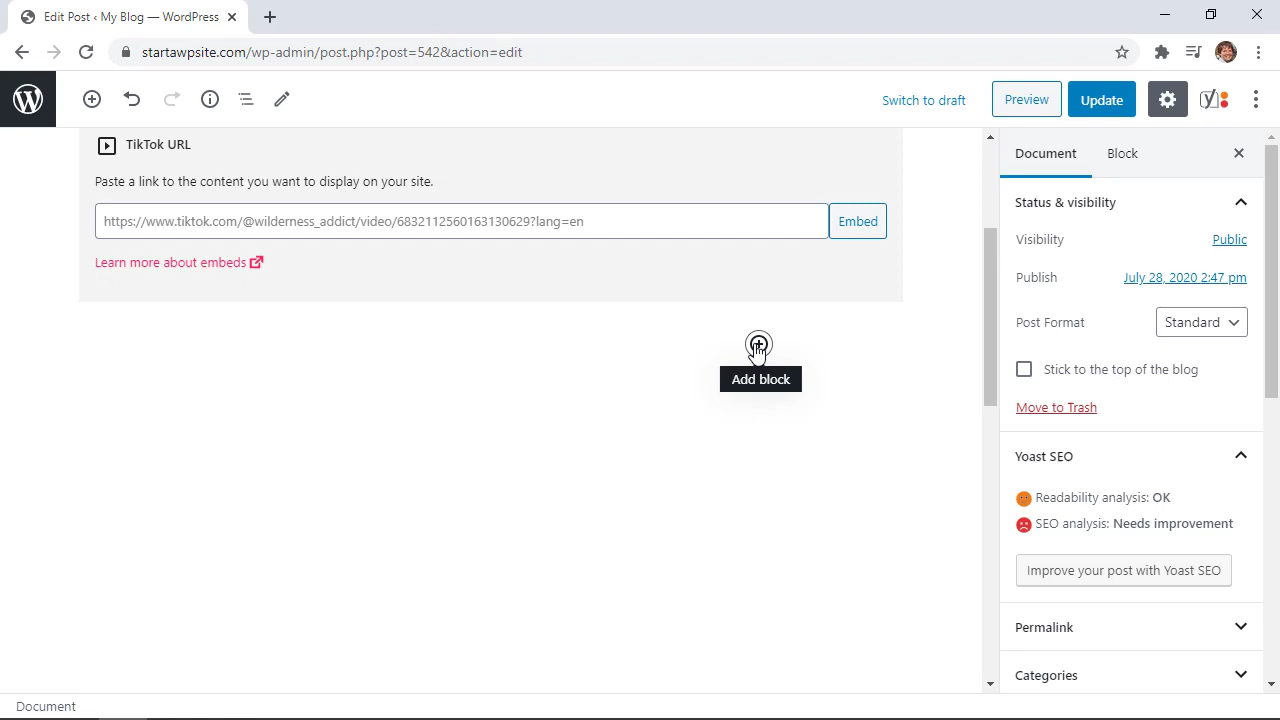 Edit Post ‹ My Blog — WordPress
startawpsite.com/wp-admin/post.php?post=542&action=edit
Switch to draft
Preview
Update
TikTok URL
Paste a link to the content you want to display on your site.
https://www.tiktok.com/@wilderness_addict/video/6832112560163130629?lang=en
Embed
Learn more about embeds
Add block
Document
Block
Status & visibility
Visibility
Public
Publish
July 28, 2020 2:47 pm
Post Format
Standard
Stick to the top of the blog
Move to Trash
Yoast SEO
Readability analysis: OK
SEO analysis: Needs improvement
Improve your post with Yoast SEO
Permalink
Categories
Document